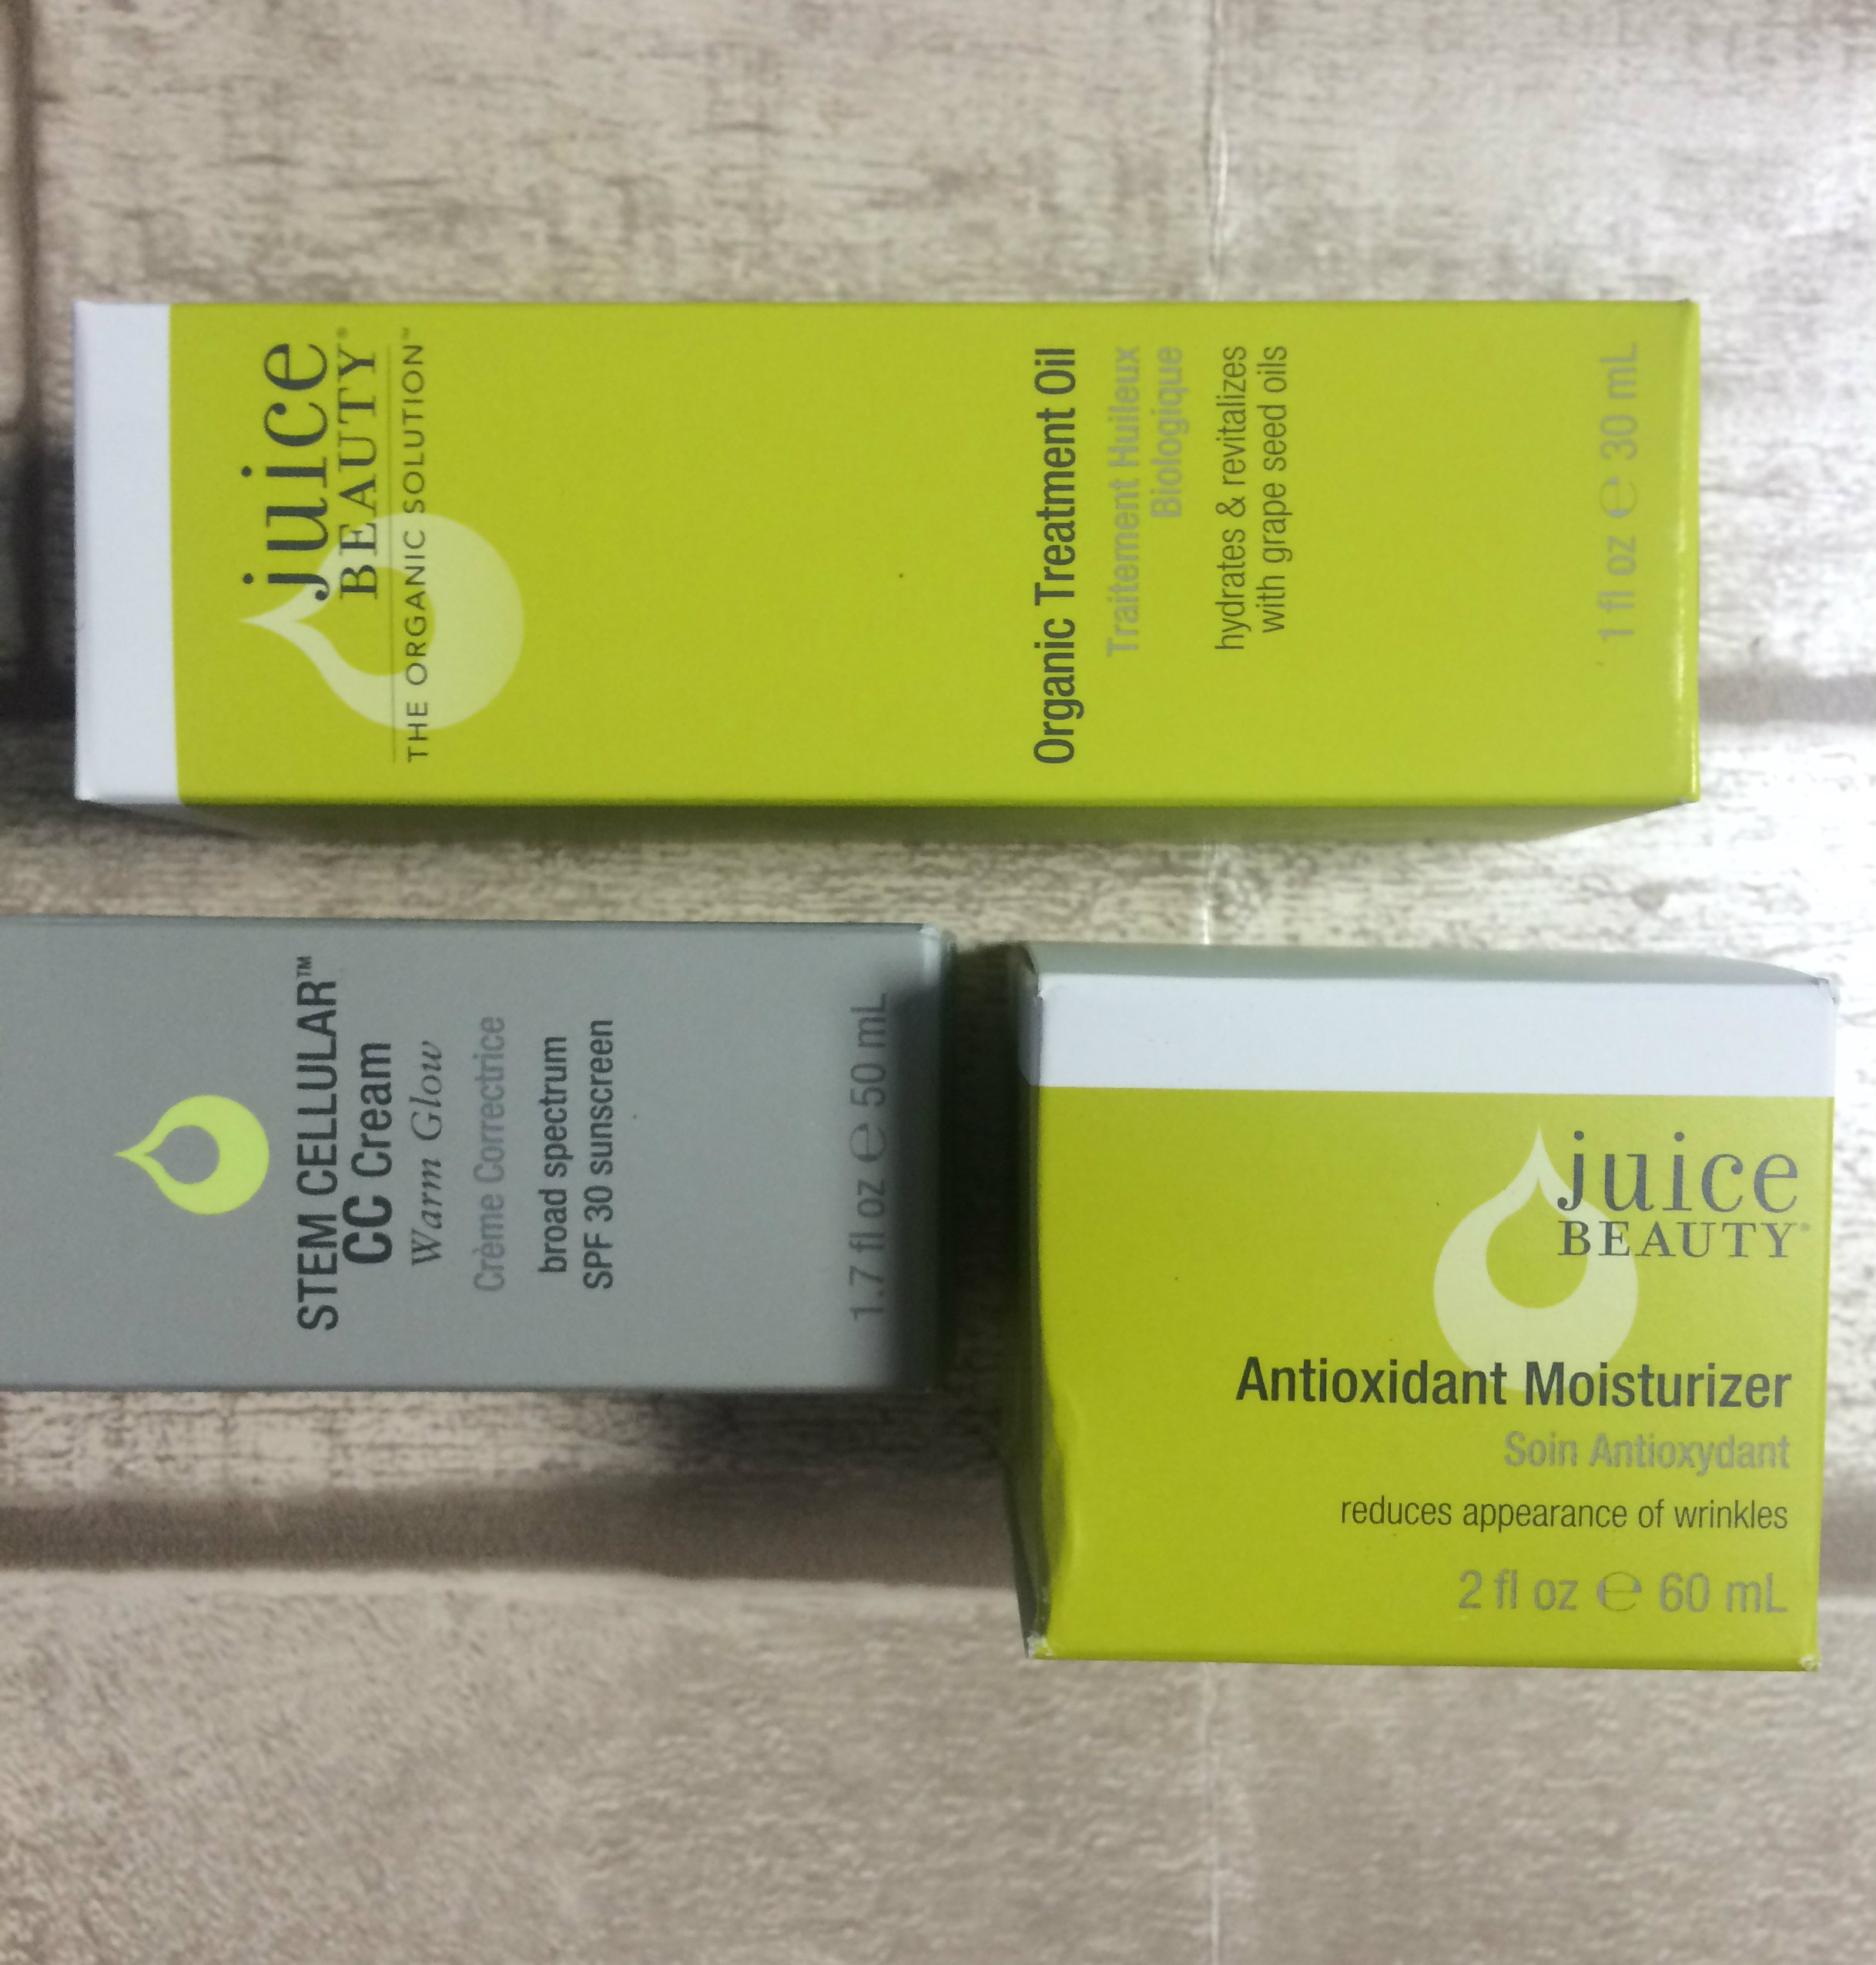 juice
BEAUTY®
THE ORGANIC SOLUTION™
Organic Treatment Oil
Traitement Huileux
Biologique
hydrates & revitalizes
with grape seed oils
1 fl oz ℮ 30 mL
STEM CELLULAR™
CC Cream
Warm Glow
Crème Correctrice
broad spectrum
SPF 30 sunscreen
1.7 fl oz ℮ 50 mL
juice
BEAUTY®
Antioxidant Moisturizer
Soin Antioxydant
reduces appearance of wrinkles
2 fl oz ℮ 60 mL